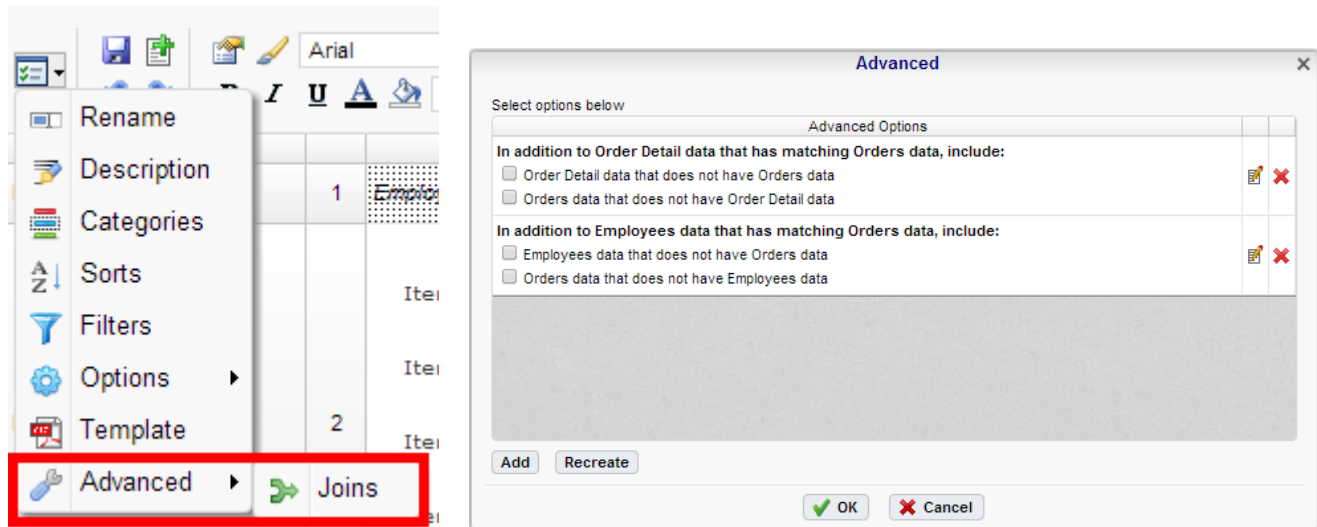 Arial
B I U A
Rename
Description
Categories
Sorts
Filters
Options
Template
Advanced
Joins
1
2
Advanced
Select options below
Advanced Options
In addition to Order Detail data that has matching Orders data, include:
Order Detail data that does not have Orders data
Orders data that does not have Order Detail data
In addition to Employees data that has matching Orders data, include:
Employees data that does not have Orders data
Orders data that does not have Employees data
Add Recreate
OK Cancel